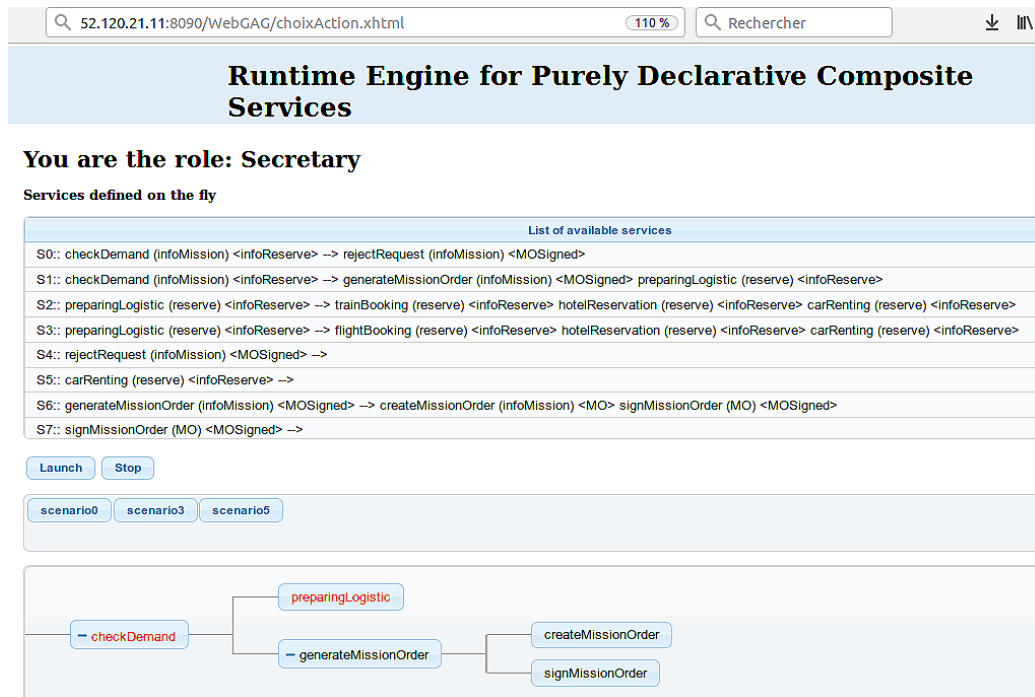 52.120.21.11:8090/WebGAG/choixAction.xhtml 110 % Rechercher
Runtime Engine for Purely Declarative Composite
Services
You are the role: Secretary
Services defined on the fly
List of available services
S0:: checkDemand (infoMission) <infoReserve> --> rejectRequest (infoMission) <MOSigned>
S1:: checkDemand (infoMission) <infoReserve> --> generateMissionOrder (infoMission) <MOSigned> preparingLogistic (reserve) <infoReserve>
S2:: preparingLogistic (reserve) <infoReserve> --> trainBooking (reserve) <infoReserve> hotelReservation (reserve) <infoReserve> carRenting (reserve) <infoReserve>
S3:: preparingLogistic (reserve) <infoReserve> --> flightBooking (reserve) <infoReserve> hotelReservation (reserve) <infoReserve> carRenting (reserve) <infoReserve>
S4:: rejectRequest (infoMission) <MOSigned> -->
S5:: carRenting (reserve) <infoReserve> -->
S6:: generateMissionOrder (infoMission) <MOSigned> --> createMissionOrder (infoMission) <MO> signMissionOrder (MO) <MOSigned>
S7:: signMissionOrder (MO) <MOSigned> -->
Launch Stop
scenario0 scenario3 scenario5
preparingLogistic
checkDemand
generateMissionOrder
createMissionOrder
signMissionOrder